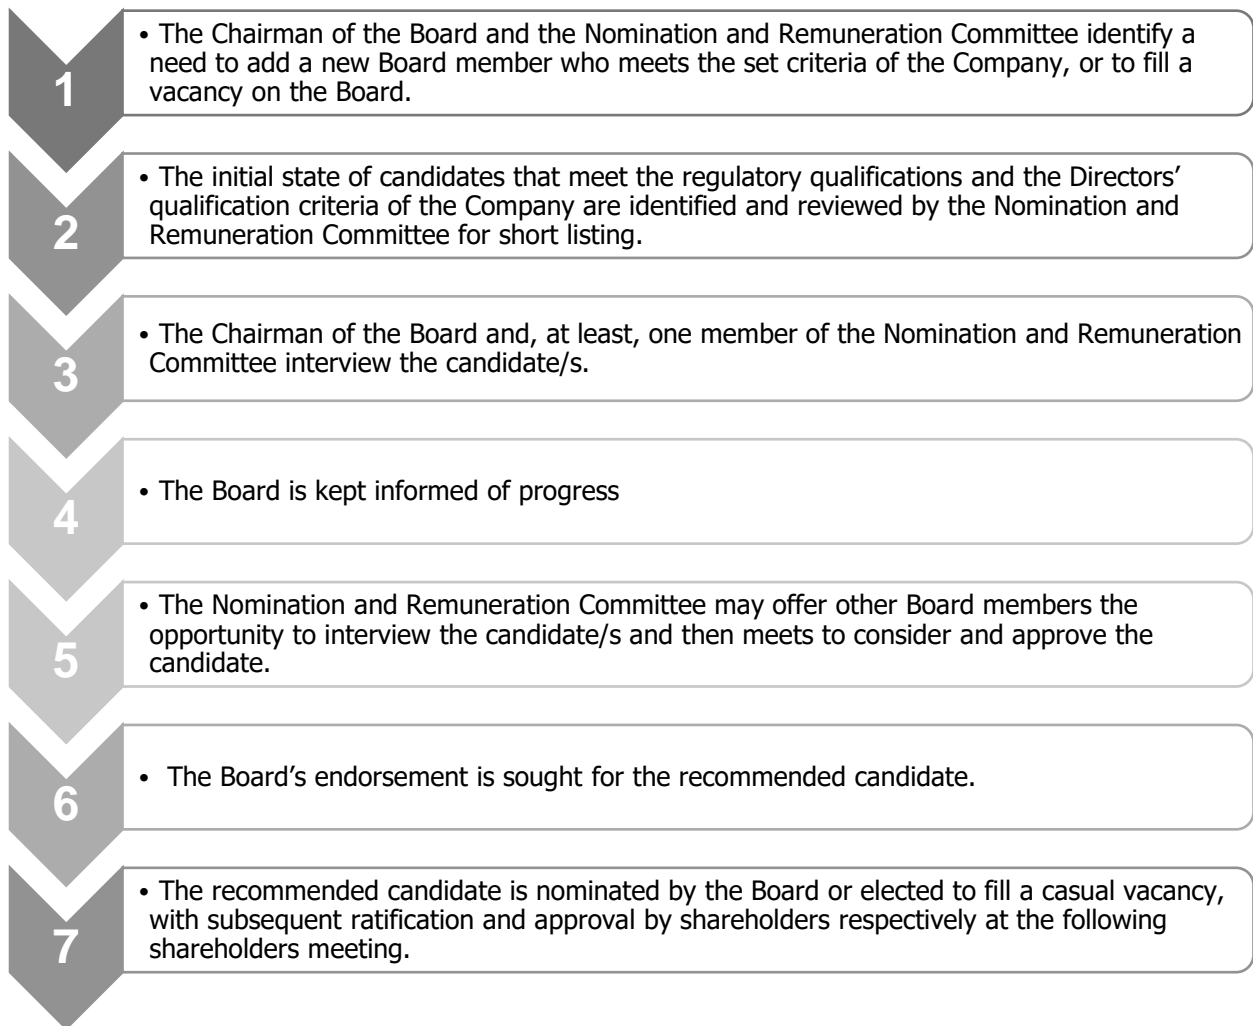 1
• The Chairman of the Board and the Nomination and Remuneration Committee identify a
need to add a new Board member who meets the set criteria of the Company, or to fill a
vacancy on the Board.
2
• The initial state of candidates that meet the regulatory qualifications and the Directors’
qualification criteria of the Company are identified and reviewed by the Nomination and
Remuneration Committee for short listing.
3
• The Chairman of the Board and, at least, one member of the Nomination and Remuneration
Committee interview the candidate/s.
4
• The Board is kept informed of progress
5
• The Nomination and Remuneration Committee may offer other Board members the
opportunity to interview the candidate/s and then meets to consider and approve the
candidate.
6
• The Board’s endorsement is sought for the recommended candidate.
7
• The recommended candidate is nominated by the Board or elected to fill a casual vacancy,
with subsequent ratification and approval by shareholders respectively at the following
shareholders meeting.